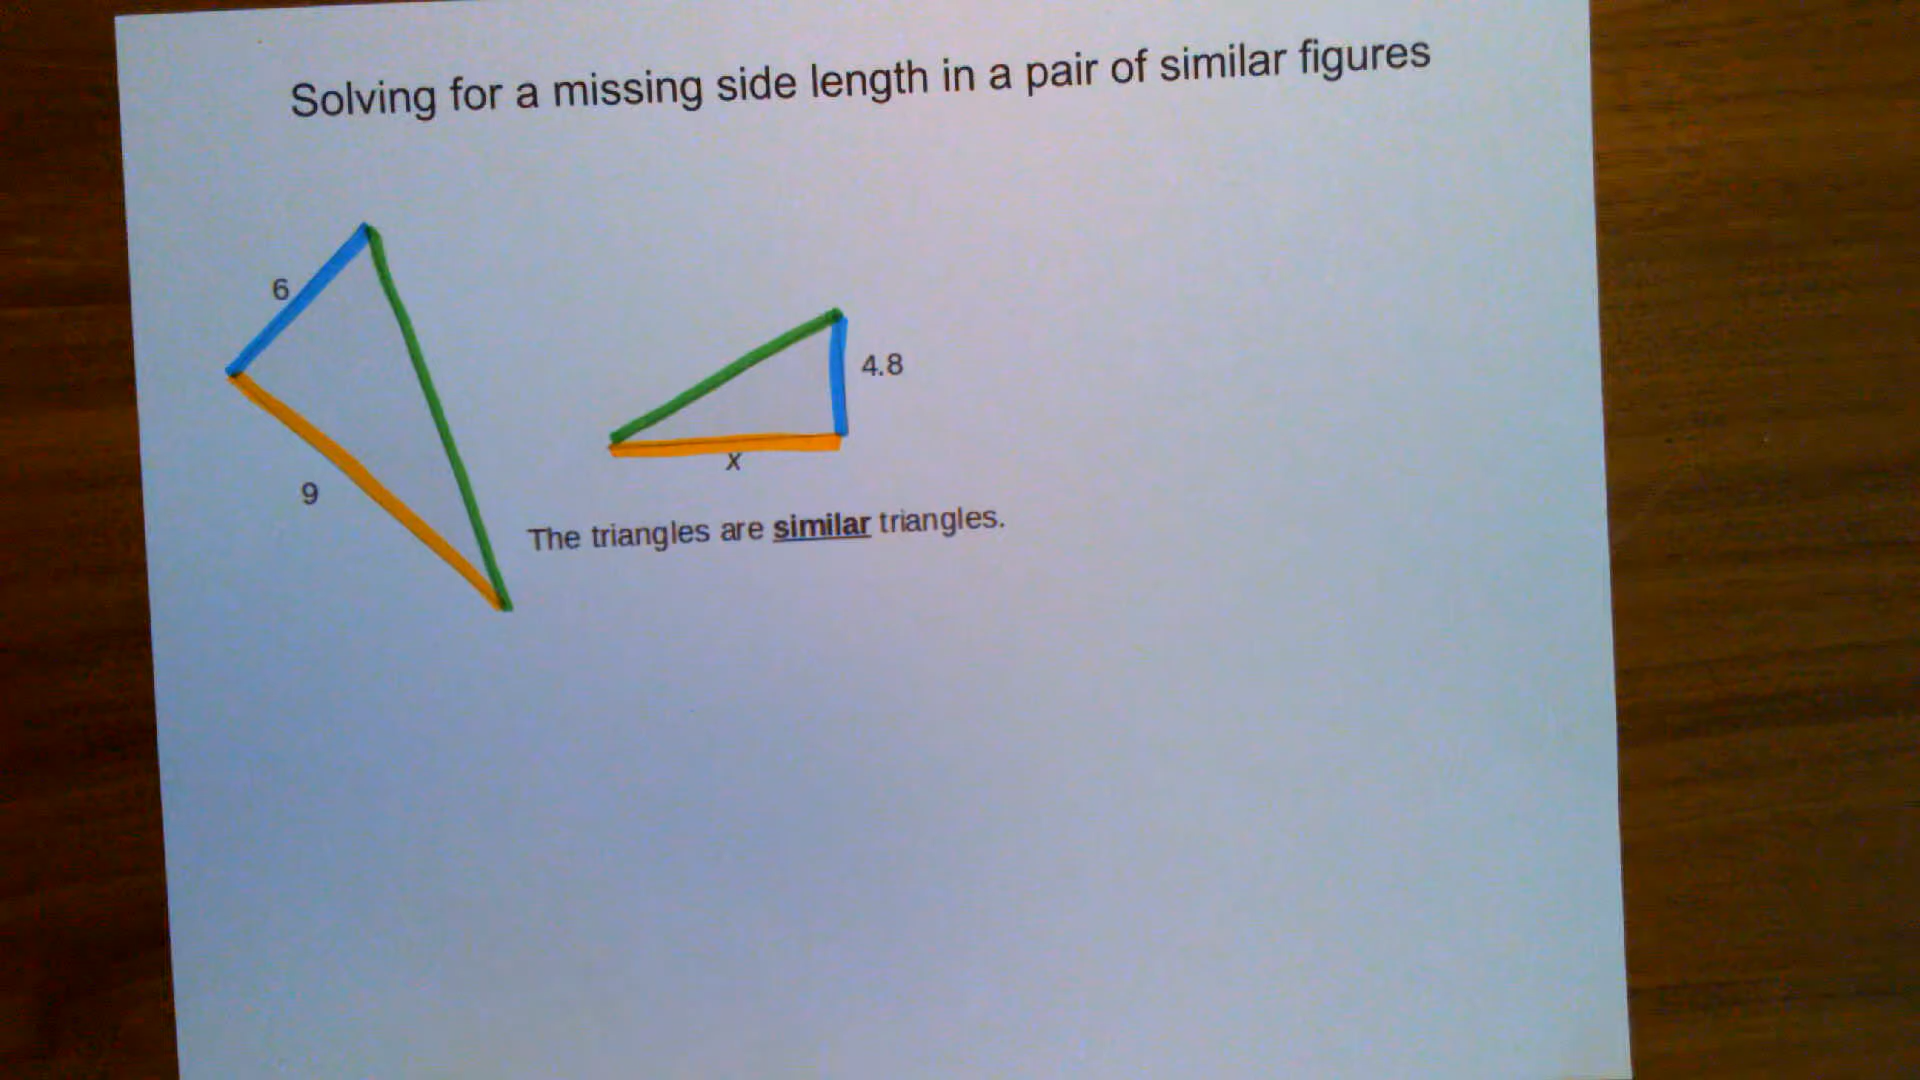 Solving for a missing side length in a pair of similar figures
6
4.8
x
9
The triangles are similar triangles.